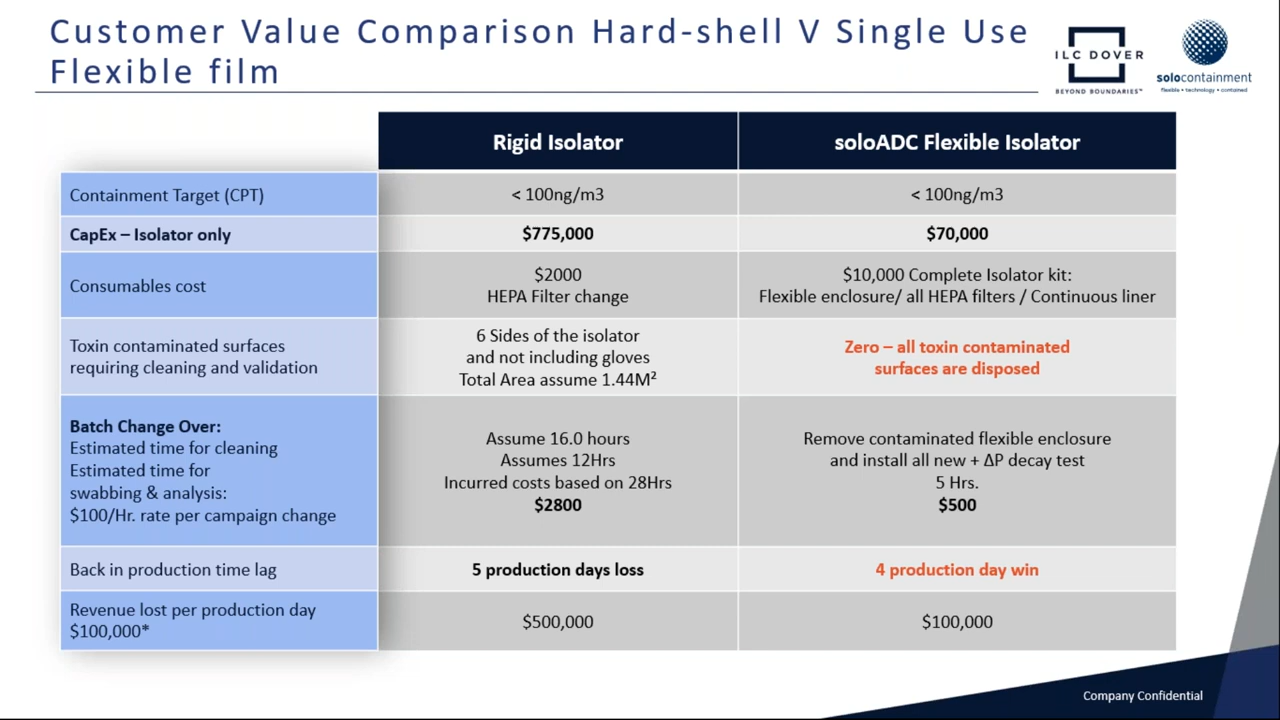 Customer Value Comparison Hard-shell V Single Use
Flexible film
ILC DOVER
BEYOND BOUNDARIES™
solocontainment
flexible • technology • contained
Rigid Isolator
soloADC Flexible Isolator
Containment Target (CPT)
< 100ng/m3
< 100ng/m3
CapEx – Isolator only
$775,000
$70,000
Consumables cost
$2000
HEPA Filter change
$10,000 Complete Isolator kit:
Flexible enclosure/ all HEPA filters / Continuous liner
Toxin contaminated surfaces
requiring cleaning and validation
6 Sides of the isolator
and not including gloves
Total Area assume 1.44M²
Zero – all toxin contaminated
surfaces are disposed
Batch Change Over:
Estimated time for cleaning
Estimated time for
swabbing & analysis:
$100/Hr. rate per campaign change
Assume 16.0 hours
Assumes 12Hrs
Incurred costs based on 28Hrs
$2800
Remove contaminated flexible enclosure
and install all new + ΔP decay test
5 Hrs.
$500
Back in production time lag
5 production days loss
4 production day win
Revenue lost per production day
$100,000*
$500,000
$100,000
Company Confidential